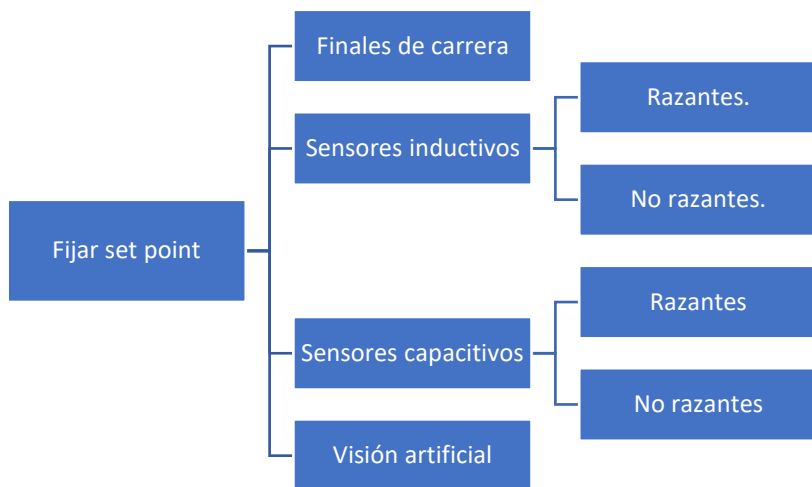 Fijar set point
Finales de carrera
Sensores inductivos
Razantes.
No razantes.
Sensores capacitivos
Razantes
No razantes
Visión artificial